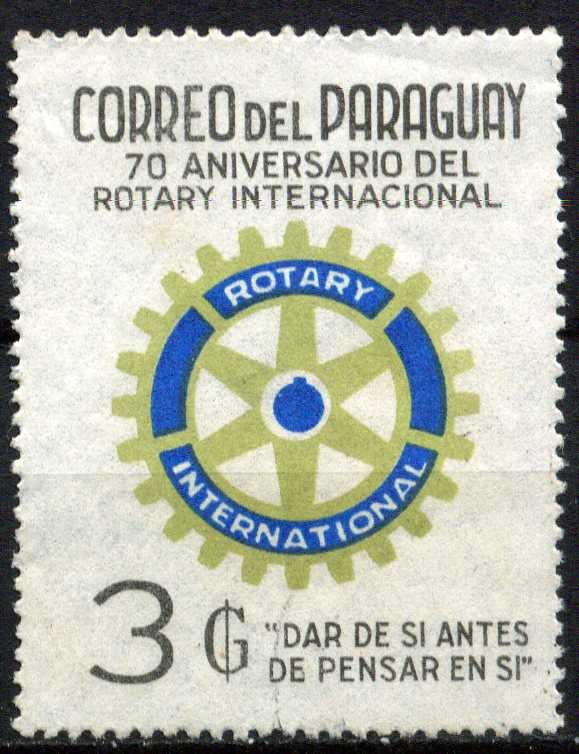 CORREO DEL PARAGUAY
70 ANIVERSARIO DEL
ROTARY INTERNACIONAL
ROTARY
INTERNATIONAL
3 ₲ "DAR DE SI ANTES
DE PENSAR EN SI"